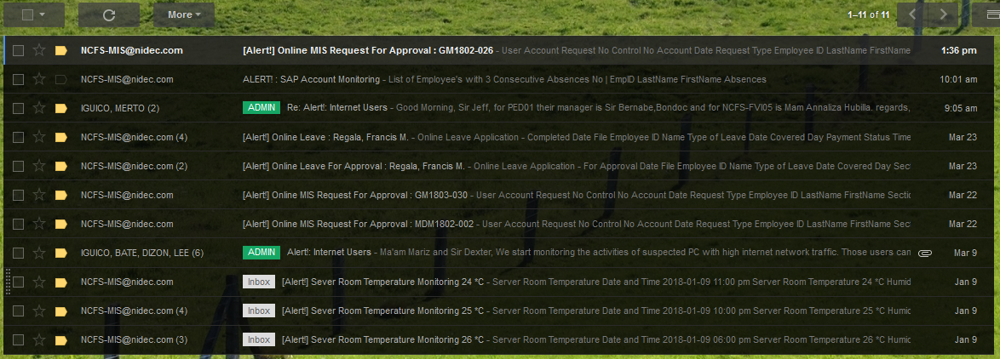 More 1–11 of 11
NCFS-MIS@nidec.com [Alert!] Online MIS Request For Approval : GM1802-026 - User Account Request No Control No Account Date Request Type Employee ID LastName FirstName 1:36 pm
NCFS-MIS@nidec.com ALERT! : SAP Account Monitoring - List of Employee's with 3 Consecutive Absences No | EmpID LastName FirstName Absences 10:01 am
IGUICO, MERTO (2) ADMIN Re: Alert!: Internet Users - Good Morning, Sir Jeff, for PED01 their manager is Sir Bernabe,Bondoc and for NCFS-FVI05 is Mam Annaliza Hubilla. regards, 9:05 am
NCFS-MIS@nidec.com (4) [Alert!] Online Leave : Regala, Francis M. - Online Leave Application - Completed Date File Employee ID Name Type of Leave Date Covered Day Payment Status Time Mar 23
NCFS-MIS@nidec.com (2) [Alert!] Online Leave For Approval : Regala, Francis M. - Online Leave Application - For Approval Date File Employee ID Name Type of Leave Date Covered Day Sect Mar 23
NCFS-MIS@nidec.com [Alert!] Online MIS Request For Approval : GM1803-030 - User Account Request No Control No Account Date Request Type Employee ID LastName FirstName Sectio Mar 22
NCFS-MIS@nidec.com [Alert!] Online MIS Request For Approval : MDM1802-002 - User Account Request No Control No Account Date Request Type Employee ID LastName FirstName Sect Mar 22
IGUICO, BATE, DIZON, LEE (6) ADMIN Alert!: Internet Users - Ma'am Mariz and Sir Dexter, We start monitoring the activities of suspected PC with high internet network traffic. Those users can Mar 9
NCFS-MIS@nidec.com Inbox [Alert!] Sever Room Temperature Monitoring 24 °C - Server Room Temperature Date and Time 2018-01-09 11:00 pm Server Room Temperature 24 °C Humid Jan 9
NCFS-MIS@nidec.com (4) Inbox [Alert!] Sever Room Temperature Monitoring 25 °C - Server Room Temperature Date and Time 2018-01-09 10:00 pm Server Room Temperature 25 °C Humid Jan 9
NCFS-MIS@nidec.com (3) Inbox [Alert!] Sever Room Temperature Monitoring 26 °C - Server Room Temperature Date and Time 2018-01-09 06:00 pm Server Room Temperature 26 °C Humid Jan 9